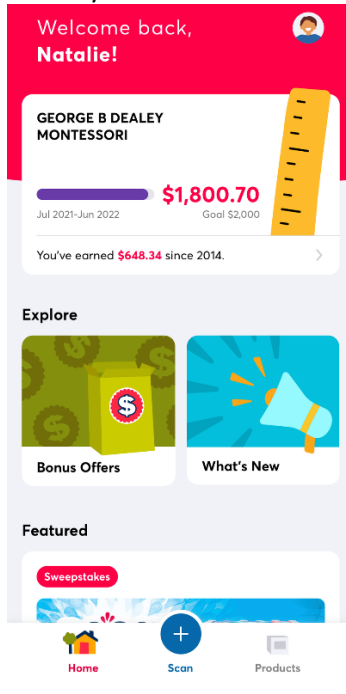 Welcome back,
Natalie!
GEORGE B DEALEY
MONTESSORI
$1,800.70
Jul 2021-Jun 2022
Goal $2,000
You've earned $648.34 since 2014.
Explore
$
Bonus Offers
What's New
Featured
Sweepstakes
Home
Scan
Products